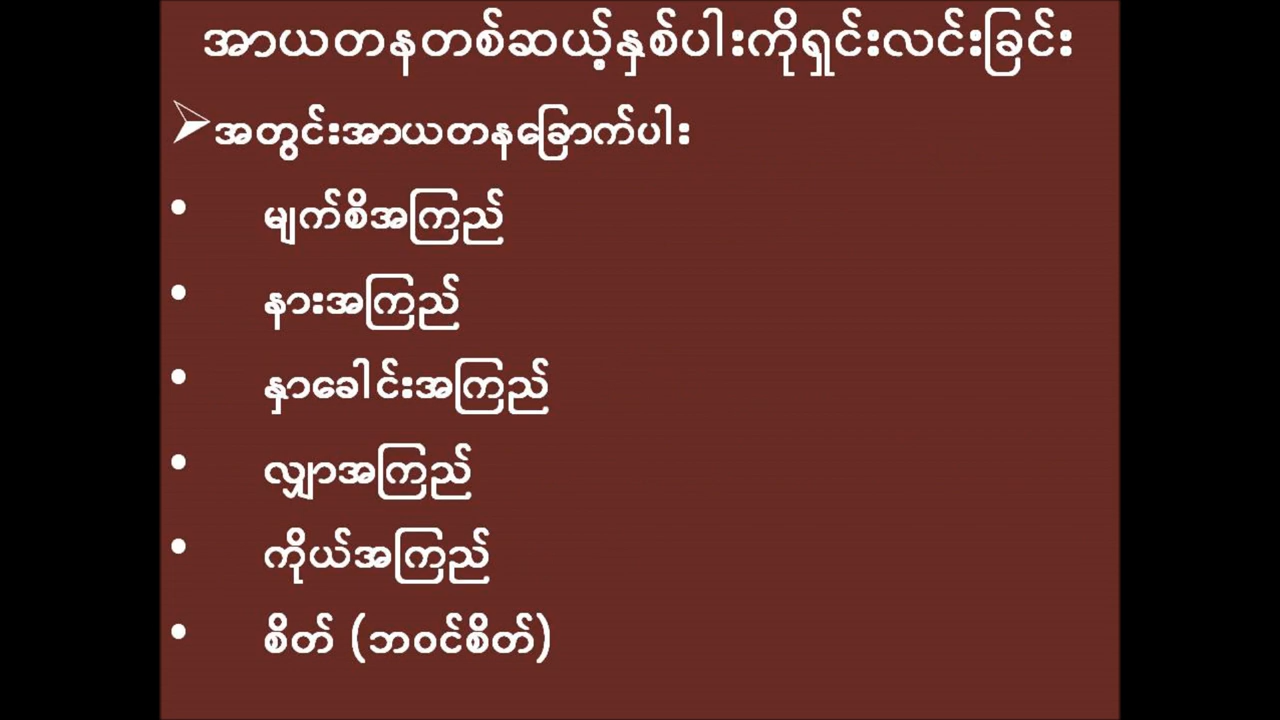 အာယတနတစ်ဆယ့်နှစ်ပါးကိုရှင်းလင်းခြင်း
➢အတွင်းအာယတနခြောက်ပါး
• မျက်စိအကြည်
• နားအကြည်
• နှာခေါင်းအကြည်
• လျှာအကြည်
• ကိုယ်အကြည်
• စိတ် (ဘဝင်စိတ်)